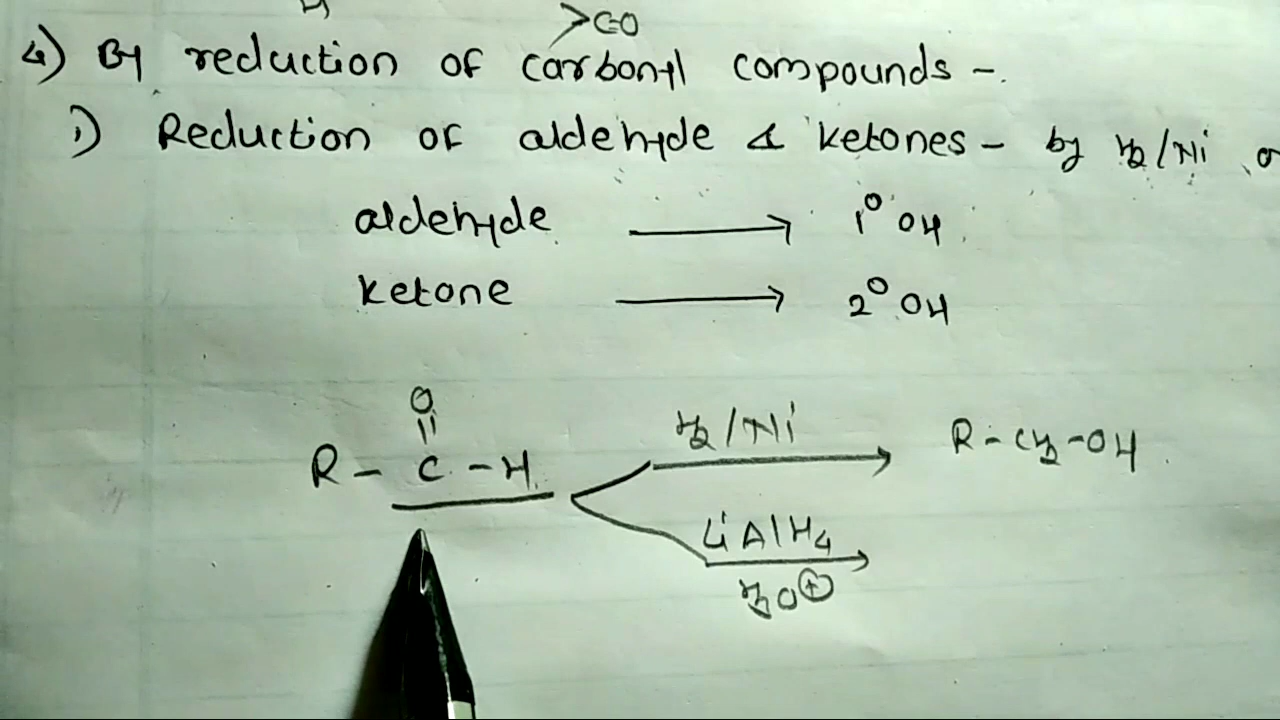 >C=O
4) By reduction of carbonyl compounds -.
i) Reduction of aldehyde & ketones - by H2/Ni
aldehyde ⟶ 1° OH
ketone ⟶ 2° OH
O
||
R - C - H
H2/Ni
R - CH2 - OH
LiAlH4
H3O⊕